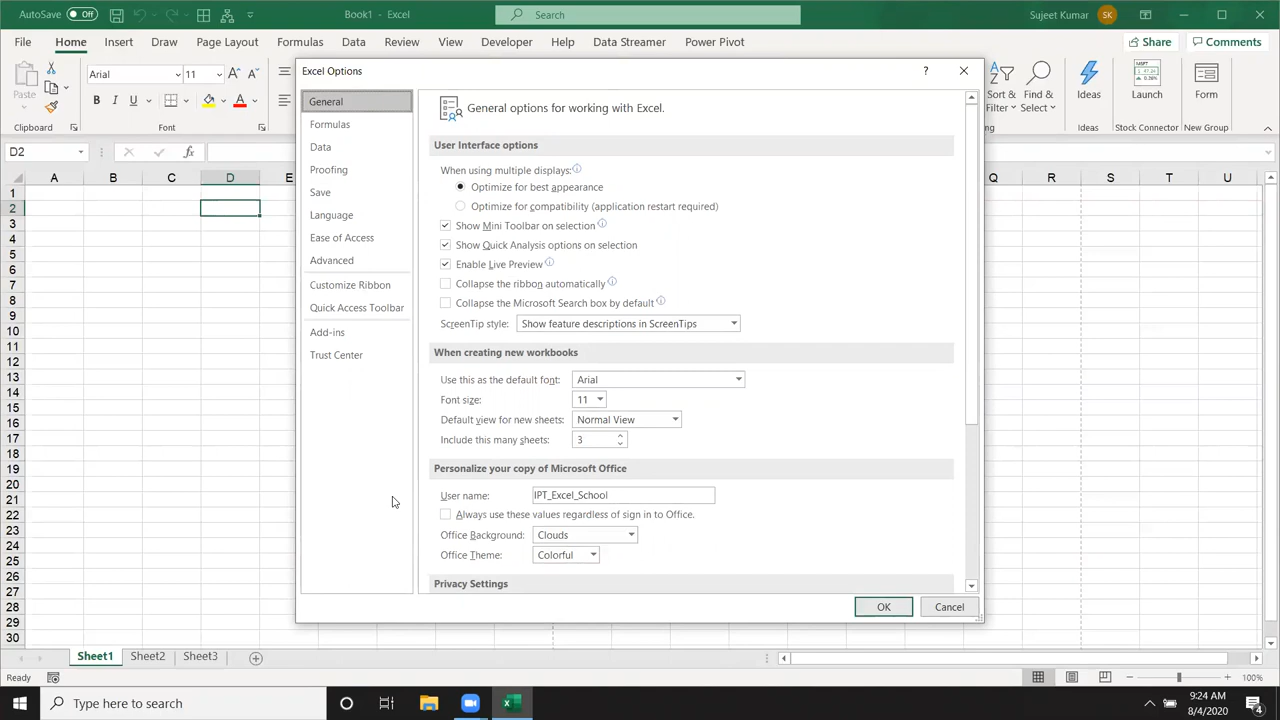 AutoSave Off Book1 - Excel Search Sujeet Kumar SK
File Home Insert Draw Page Layout Formulas Data Review View Developer Help Data Streamer Power Pivot Share Comments
Paste Arial 11 Sort & Filter Find & Select Ideas Launch Form
B I U A
Clipboard Font Ideas Stock Connector New Group
D2 fx
A B C D E Q R S T U
1
2
3
4
5
6
7
8
9
10
11
12
13
14
15
16
17
18
19
20
21
22
23
24
25
26
27
28
29
30
Excel Options ?
General
Formulas
Data
Proofing
Save
Language
Ease of Access
Advanced
Customize Ribbon
Quick Access Toolbar
Add-ins
Trust Center
General options for working with Excel.
User Interface options
When using multiple displays:
Optimize for best appearance
Optimize for compatibility (application restart required)
Show Mini Toolbar on selection
Show Quick Analysis options on selection
Enable Live Preview
Collapse the ribbon automatically
Collapse the Microsoft Search box by default
ScreenTip style: Show feature descriptions in ScreenTips
When creating new workbooks
Use this as the default font: Arial
Font size: 11
Default view for new sheets: Normal View
Include this many sheets: 3
Personalize your copy of Microsoft Office
User name: IPT_Excel_School
Always use these values regardless of sign in to Office.
Office Background: Clouds
Office Theme: Colorful
Privacy Settings
OK Cancel
Sheet1 Sheet2 Sheet3
Ready 100%
Type here to search 9:24 AM
8/4/2020 4